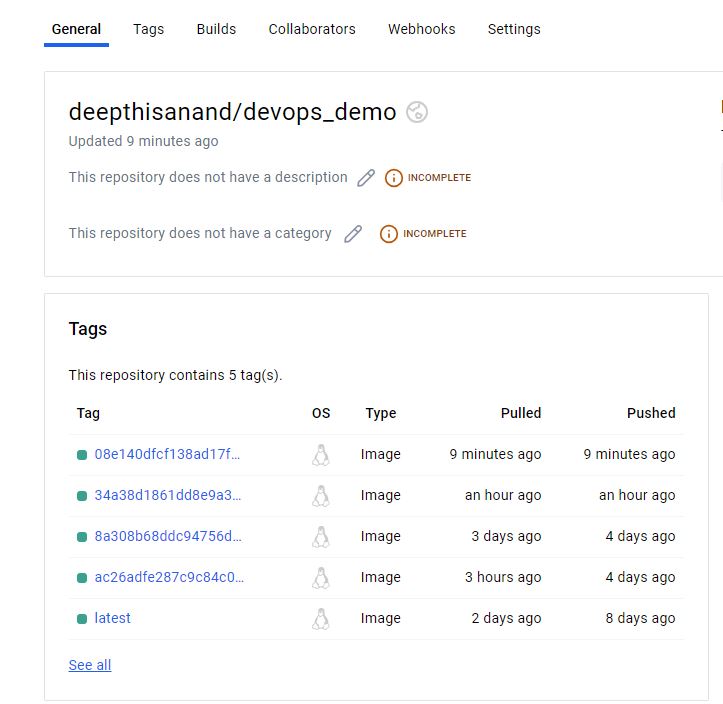 General Tags Builds Collaborators Webhooks Settings
deepthisanand/devops_demo
Updated 9 minutes ago
This repository does not have a description INCOMPLETE
This repository does not have a category INCOMPLETE
Tags
This repository contains 5 tag(s).
Tag OS Type Pulled Pushed
08e140dfcf138ad17f... Image 9 minutes ago 9 minutes ago
34a38d1861dd8e9a3... Image an hour ago an hour ago
8a308b68ddc94756d... Image 3 days ago 4 days ago
ac26adfe287c9c84c0... Image 3 hours ago 4 days ago
latest Image 2 days ago 8 days ago
See all